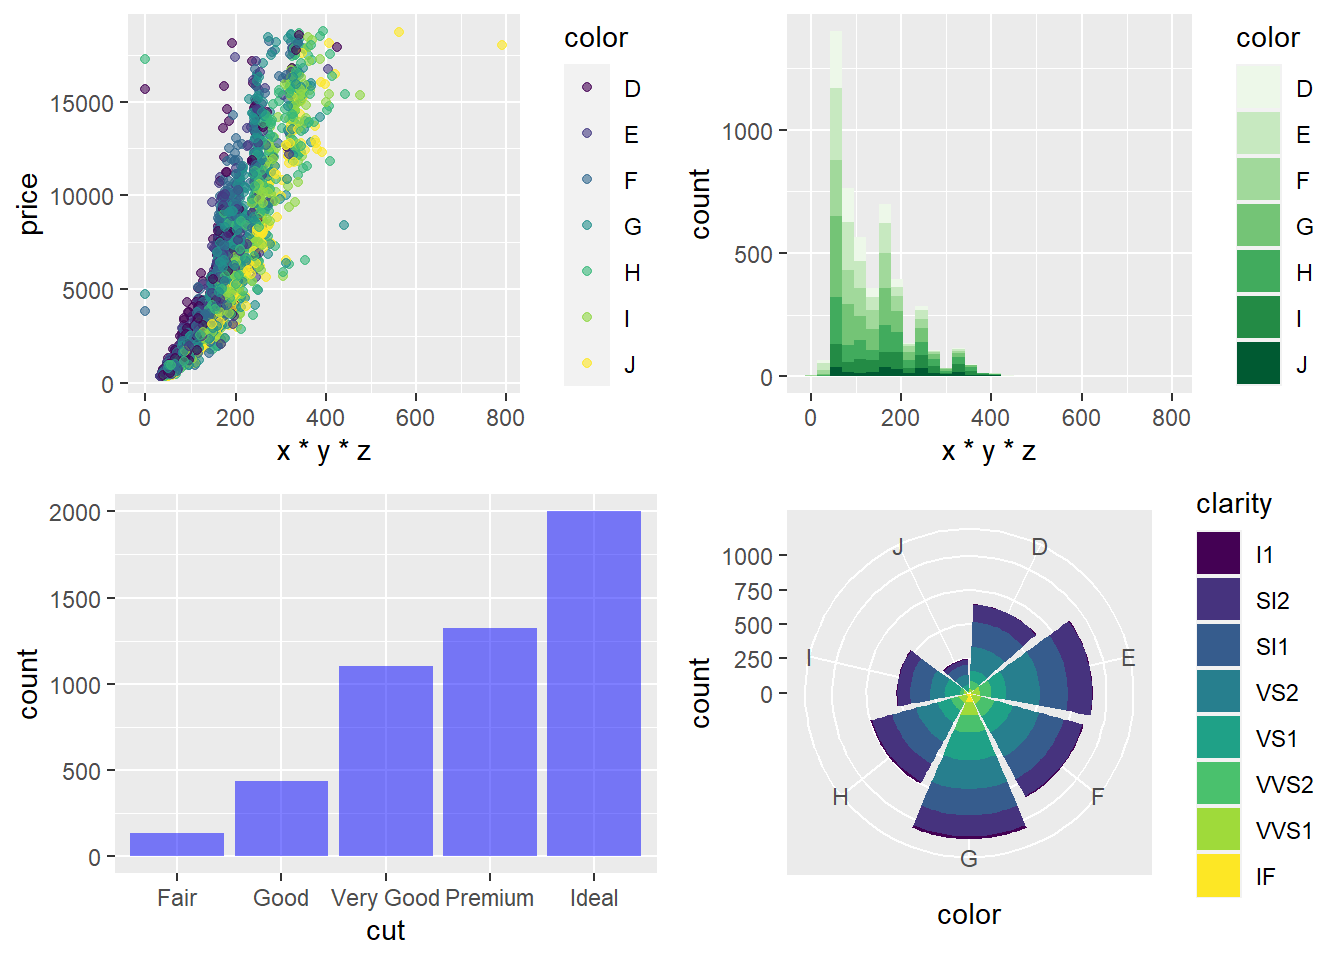 color
D
E
F
G
H
I
J
price
15000
10000
5000
0
0 200 400 600 800
x * y * z
color
D
E
F
G
H
I
J
count
1000
500
0
0 200 400 600 800
x * y * z
count
2000
1500
1000
500
0
Fair Good Very Good Premium Ideal
cut
count
1000
750
500
250
0
J D
I E
H F
G
color
clarity
I1
SI2
SI1
VS2
VS1
VVS2
VVS1
IF